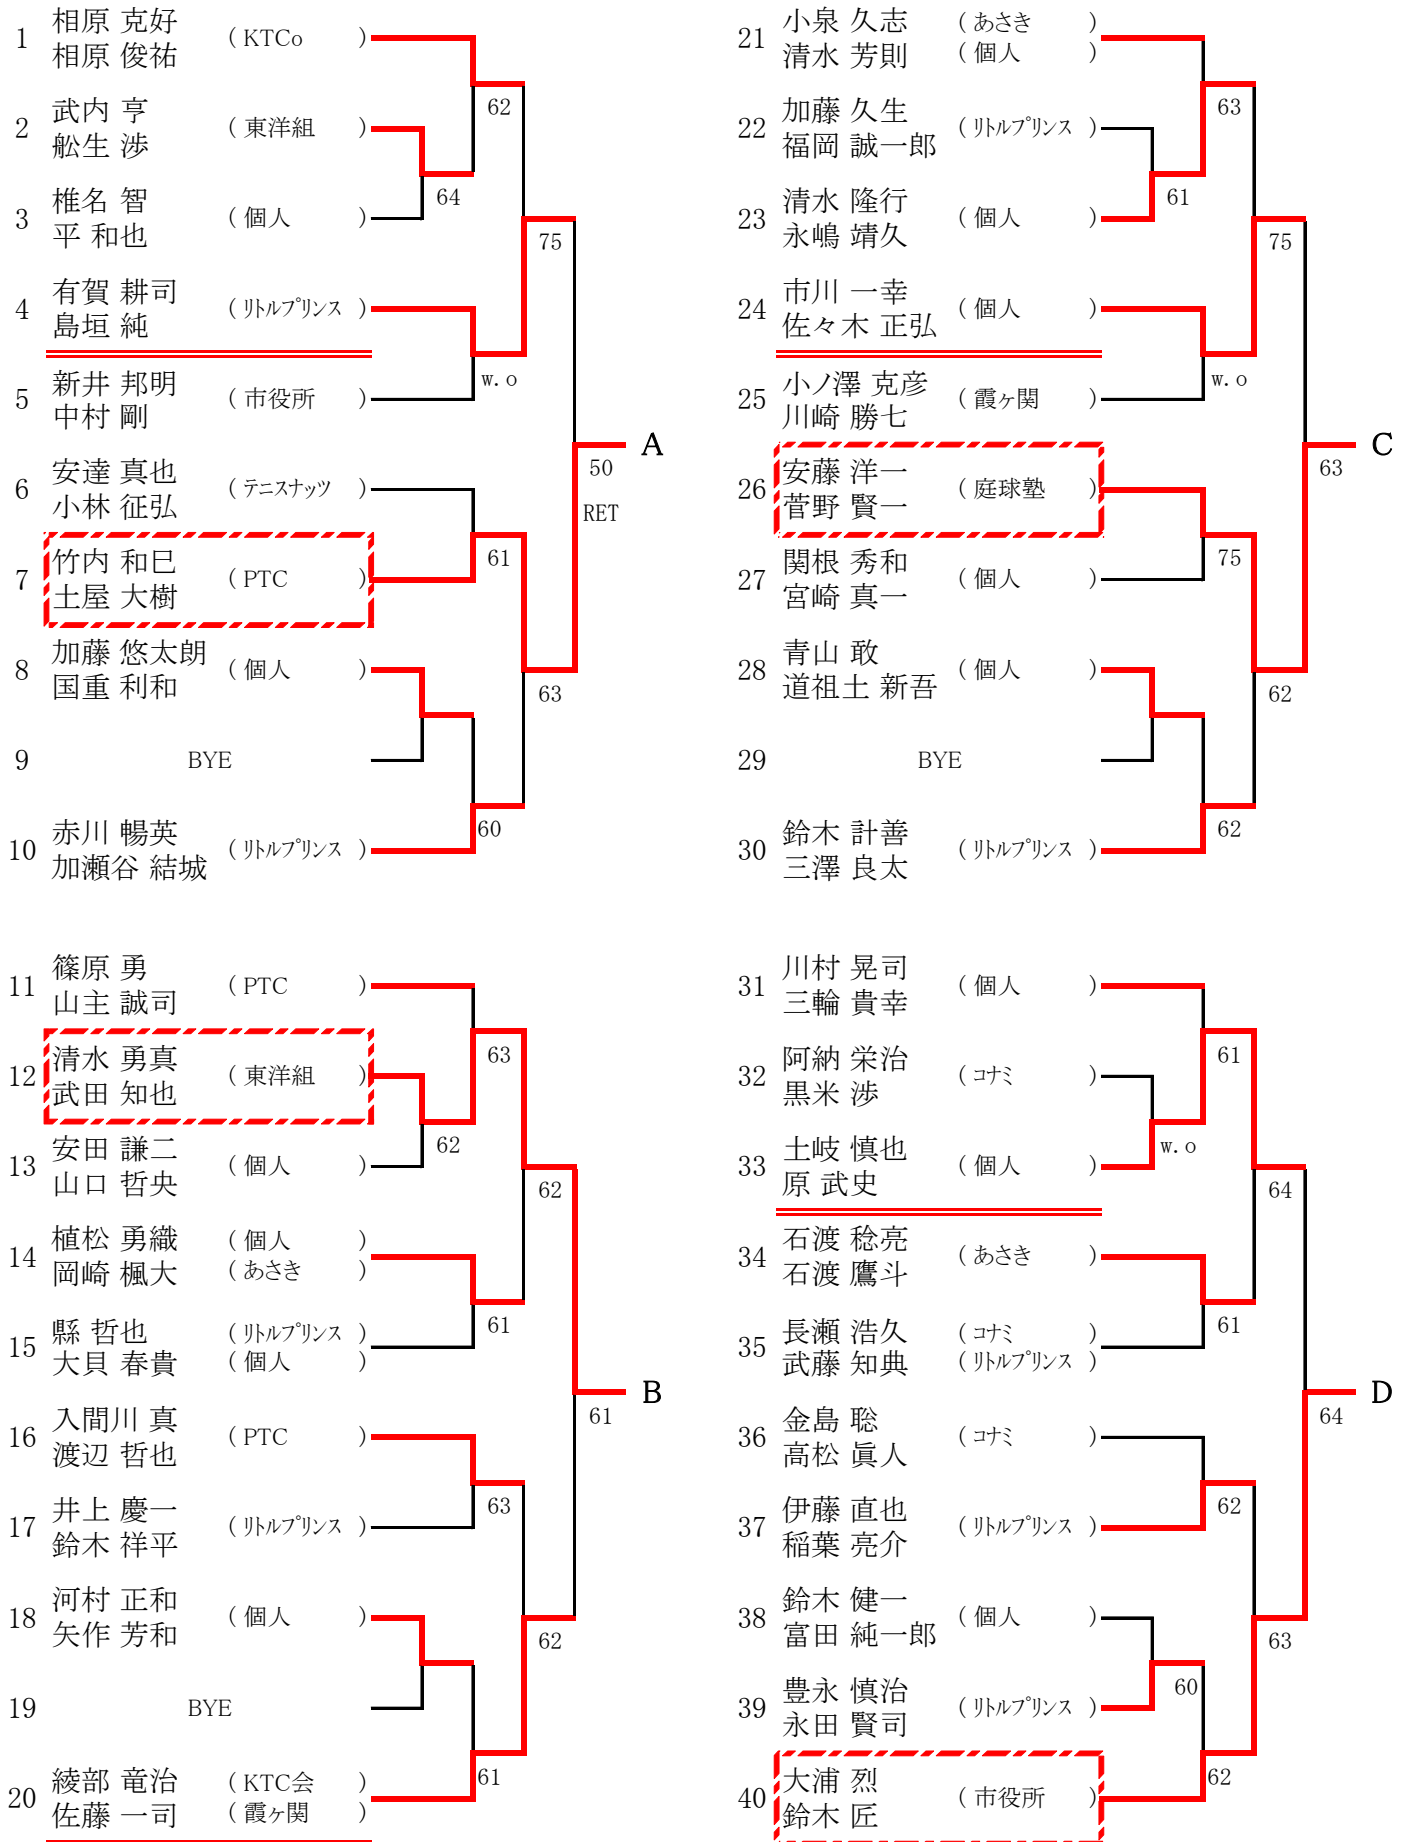 1 相原 克好 ( KTCo )
相原 俊祐
62
2 武内 亨 ( 東洋組 )
舩生 渉
64
3 椎名 智 ( 個人 )
平 和也
75
4 有賀 耕司 ( リトルプリンス )
島垣 純
w.o
5 新井 邦明 ( 市役所 )
中村 剛
A
50
RET
6 安達 真也 ( テニスナッツ )
小林 征弘
61
7 竹内 和巳 ( PTC )
土屋 大樹
8 加藤 悠太朗 ( 個人 )
国重 利和
63
9 BYE
60
10 赤川 暢英 ( リトルプリンス )
加瀬谷 結城
11 篠原 勇 ( PTC )
山主 誠司
63
12 清水 勇真 ( 東洋組 )
武田 知也
62
13 安田 謙二 ( 個人 )
山口 哲央
62
14 植松 勇織 ( 個人 )
岡崎 楓大 ( あさき )
61
15 縣 哲也 ( リトルプリンス )
大貝 春貴 ( 個人 )
B
61
16 入間川 真 ( PTC )
渡辺 哲也
63
17 井上 慶一 ( リトルプリンス )
鈴木 祥平
18 河村 正和 ( 個人 )
矢作 芳和
62
19 BYE
61
20 綾部 竜治 ( KTC会 )
佐藤 一司 ( 霞ヶ関 )
21 小泉 久志 ( あさき )
清水 芳則 ( 個人 )
63
22 加藤 久生 ( リトルプリンス )
福岡 誠一郎
61
23 清水 隆行 ( 個人 )
永嶋 靖久
75
24 市川 一幸 ( 個人 )
佐々木 正弘
w.o
25 小ノ澤 克彦 ( 霞ヶ関 )
川崎 勝七
C
63
26 安藤 洋一 ( 庭球塾 )
菅野 賢一
75
27 関根 秀和 ( 個人 )
宮崎 真一
28 青山 敢 ( 個人 )
道祖土 新吾
62
29 BYE
62
30 鈴木 計善 ( リトルプリンス )
三澤 良太
31 川村 晃司 ( 個人 )
三輪 貴幸
61
32 阿納 栄治 ( コナミ )
黒米 渉
w.o
33 土岐 慎也 ( 個人 )
原 武史
64
34 石渡 稔亮 ( あさき )
石渡 鷹斗
61
35 長瀬 浩久 ( コナミ )
武藤 知典 ( リトルプリンス )
D
64
36 金島 聡 ( コナミ )
高松 眞人
62
37 伊藤 直也 ( リトルプリンス )
稲葉 亮介
38 鈴木 健一 ( 個人 )
富田 純一郎
63
60
39 豊永 慎治 ( リトルプリンス )
永田 賢司
62
40 大浦 烈 ( 市役所 )
鈴木 匠